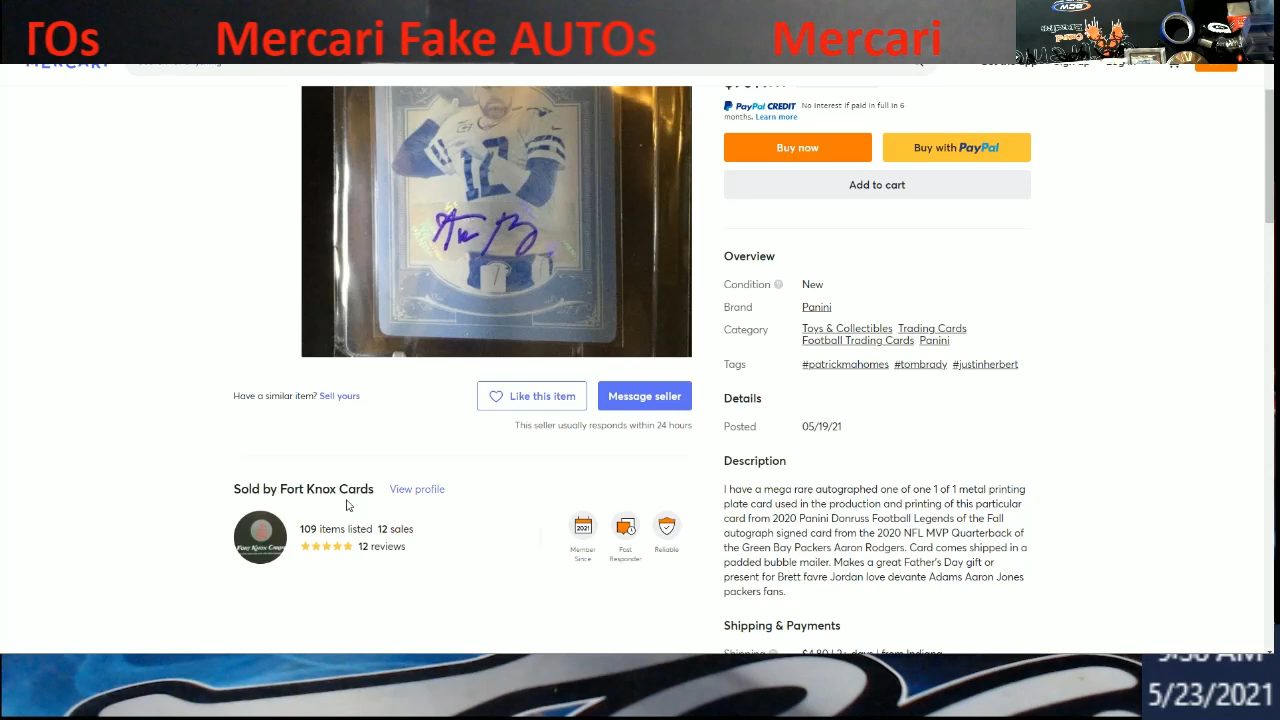 TOs Mercari Fake AUTOs Mercari
PayPal CREDIT No interest if paid in full in 6
months. Learn more
Buy now Buy with PayPal
Add to cart
12
Overview
Condition New
Brand Panini
Category Toys & Collectibles Trading Cards
Football Trading Cards Panini
Tags #patrickmahomes #tombrady #justinherbert
Have a similar item? Sell yours
Like this item Message seller
This seller usually responds within 24 hours
Details
Posted 05/19/21
Description
I have a mega rare autographed one of one 1 of 1 metal printing
plate card used in the production and printing of this particular
card from 2020 Panini Donruss Football Legends of the Fall
autograph signed card from the 2020 NFL MVP Quarterback of
the Green Bay Packers Aaron Rodgers. Card comes shipped in a
padded bubble mailer. Makes a great Father's Day gift or
present for Brett favre Jordan love devante Adams Aaron Jones
packers fans.
Sold by Fort Knox Cards View profile
109 items listed 12 sales
12 reviews
Fort Knox Cards
2021
Member
Since
Fast
Responder
Reliable
Shipping & Payments
5/23/2021